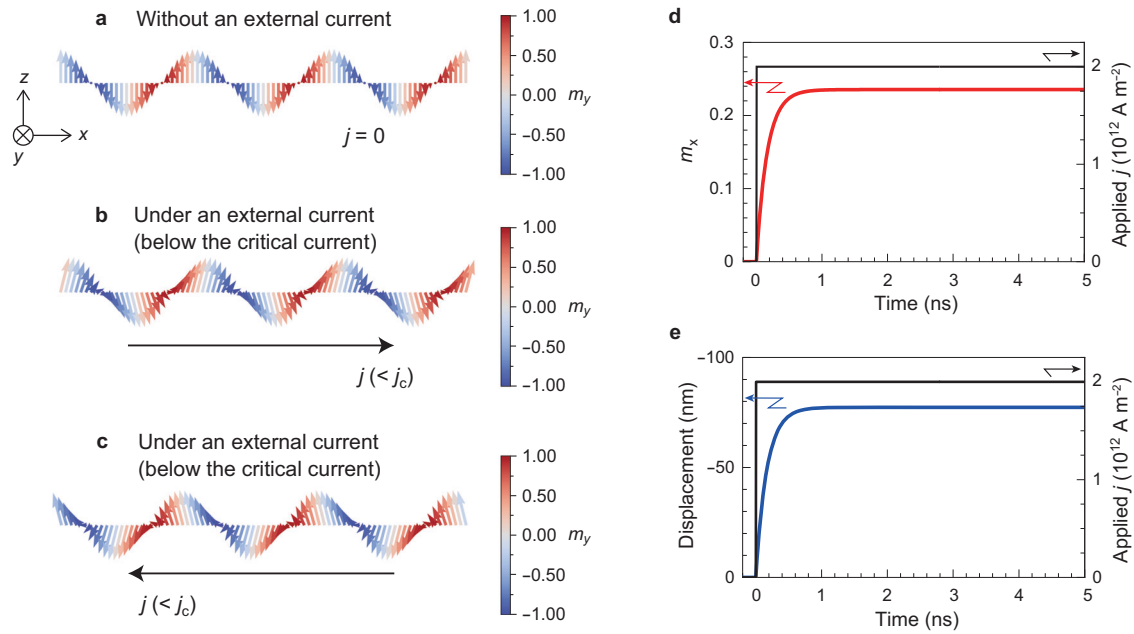 a Without an external current
1.00
0.50
0.00 m_y
−0.50
−1.00
z
x
y
j = 0
b Under an external current
(below the critical current)
1.00
0.50
0.00 m_y
−0.50
−1.00
j (< j_c)
c Under an external current
(below the critical current)
1.00
0.50
0.00 m_y
−0.50
−1.00
j (< j_c)
d
0.3
0.2
0.1
0
m_x
2
1
0
Applied j (10^12 A m^−2)
0 1 2 3 4 5
Time (ns)
e
−100
−50
0
Displacement (nm)
2
1
0
Applied j (10^12 A m^−2)
0 1 2 3 4 5
Time (ns)